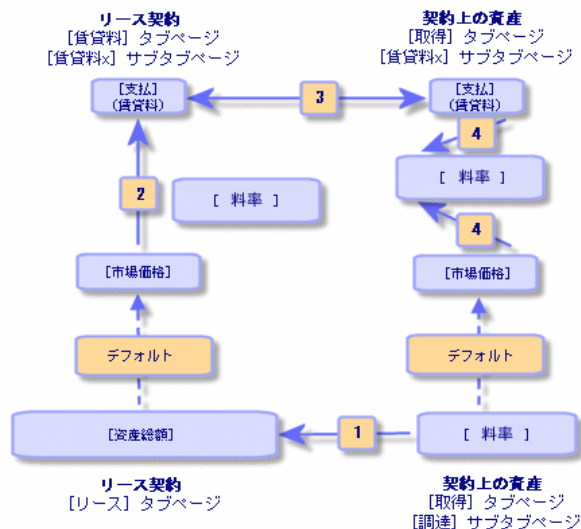 リース契約
[賃貸料] タブページ
[賃貸料x] サブタブページ
契約上の資産
[取得] タブページ
[賃貸料x] サブタブページ
[支払]
(賃貸料)
3
[支払]
(賃貸料)
4
2
[ 料率 ]
[ 料率 ]
4
[市場価格]
[市場価格]
デフォルト
デフォルト
[資産総額]
1
[ 料率 ]
リース契約
[リース] タブページ
契約上の資産
[取得] タブページ
[調達] サブタブページ